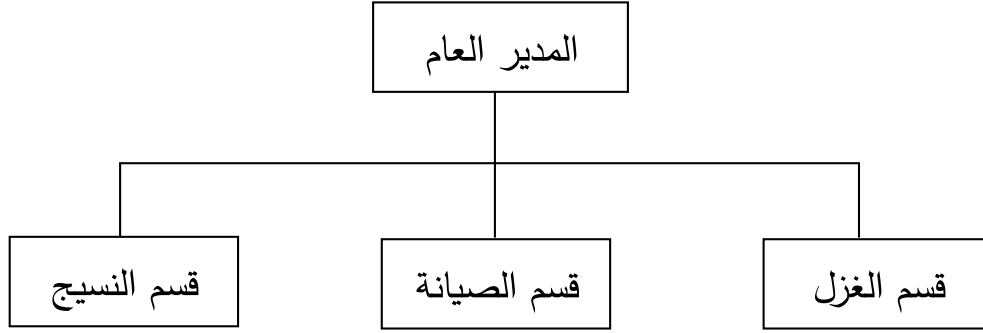 المدير العام
قسم الغزل
قسم الصيانة
قسم النسيج